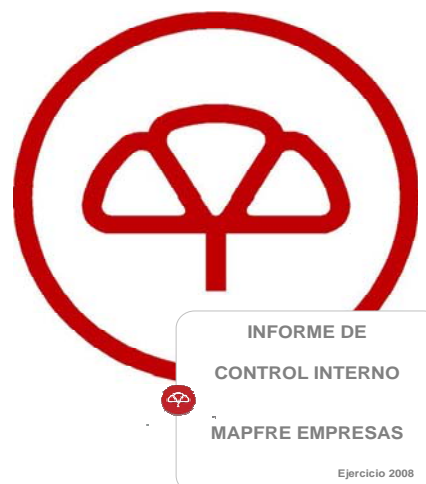 INFORME DE
CONTROL INTERNO
MAPFRE EMPRESAS
Ejercicio 2008